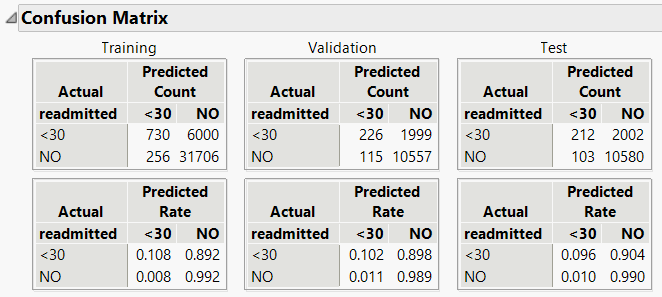 Confusion Matrix
Training Validation Test
Predicted Predicted Predicted
Actual Count Actual Count Actual Count
readmitted <30 NO readmitted <30 NO readmitted <30 NO
<30 730 6000 <30 226 1999 <30 212 2002
NO 256 31706 NO 115 10557 NO 103 10580
Predicted Predicted Predicted
Actual Rate Actual Rate Actual Rate
readmitted <30 NO readmitted <30 NO readmitted <30 NO
<30 0.108 0.892 <30 0.102 0.898 <30 0.096 0.904
NO 0.008 0.992 NO 0.011 0.989 NO 0.010 0.990